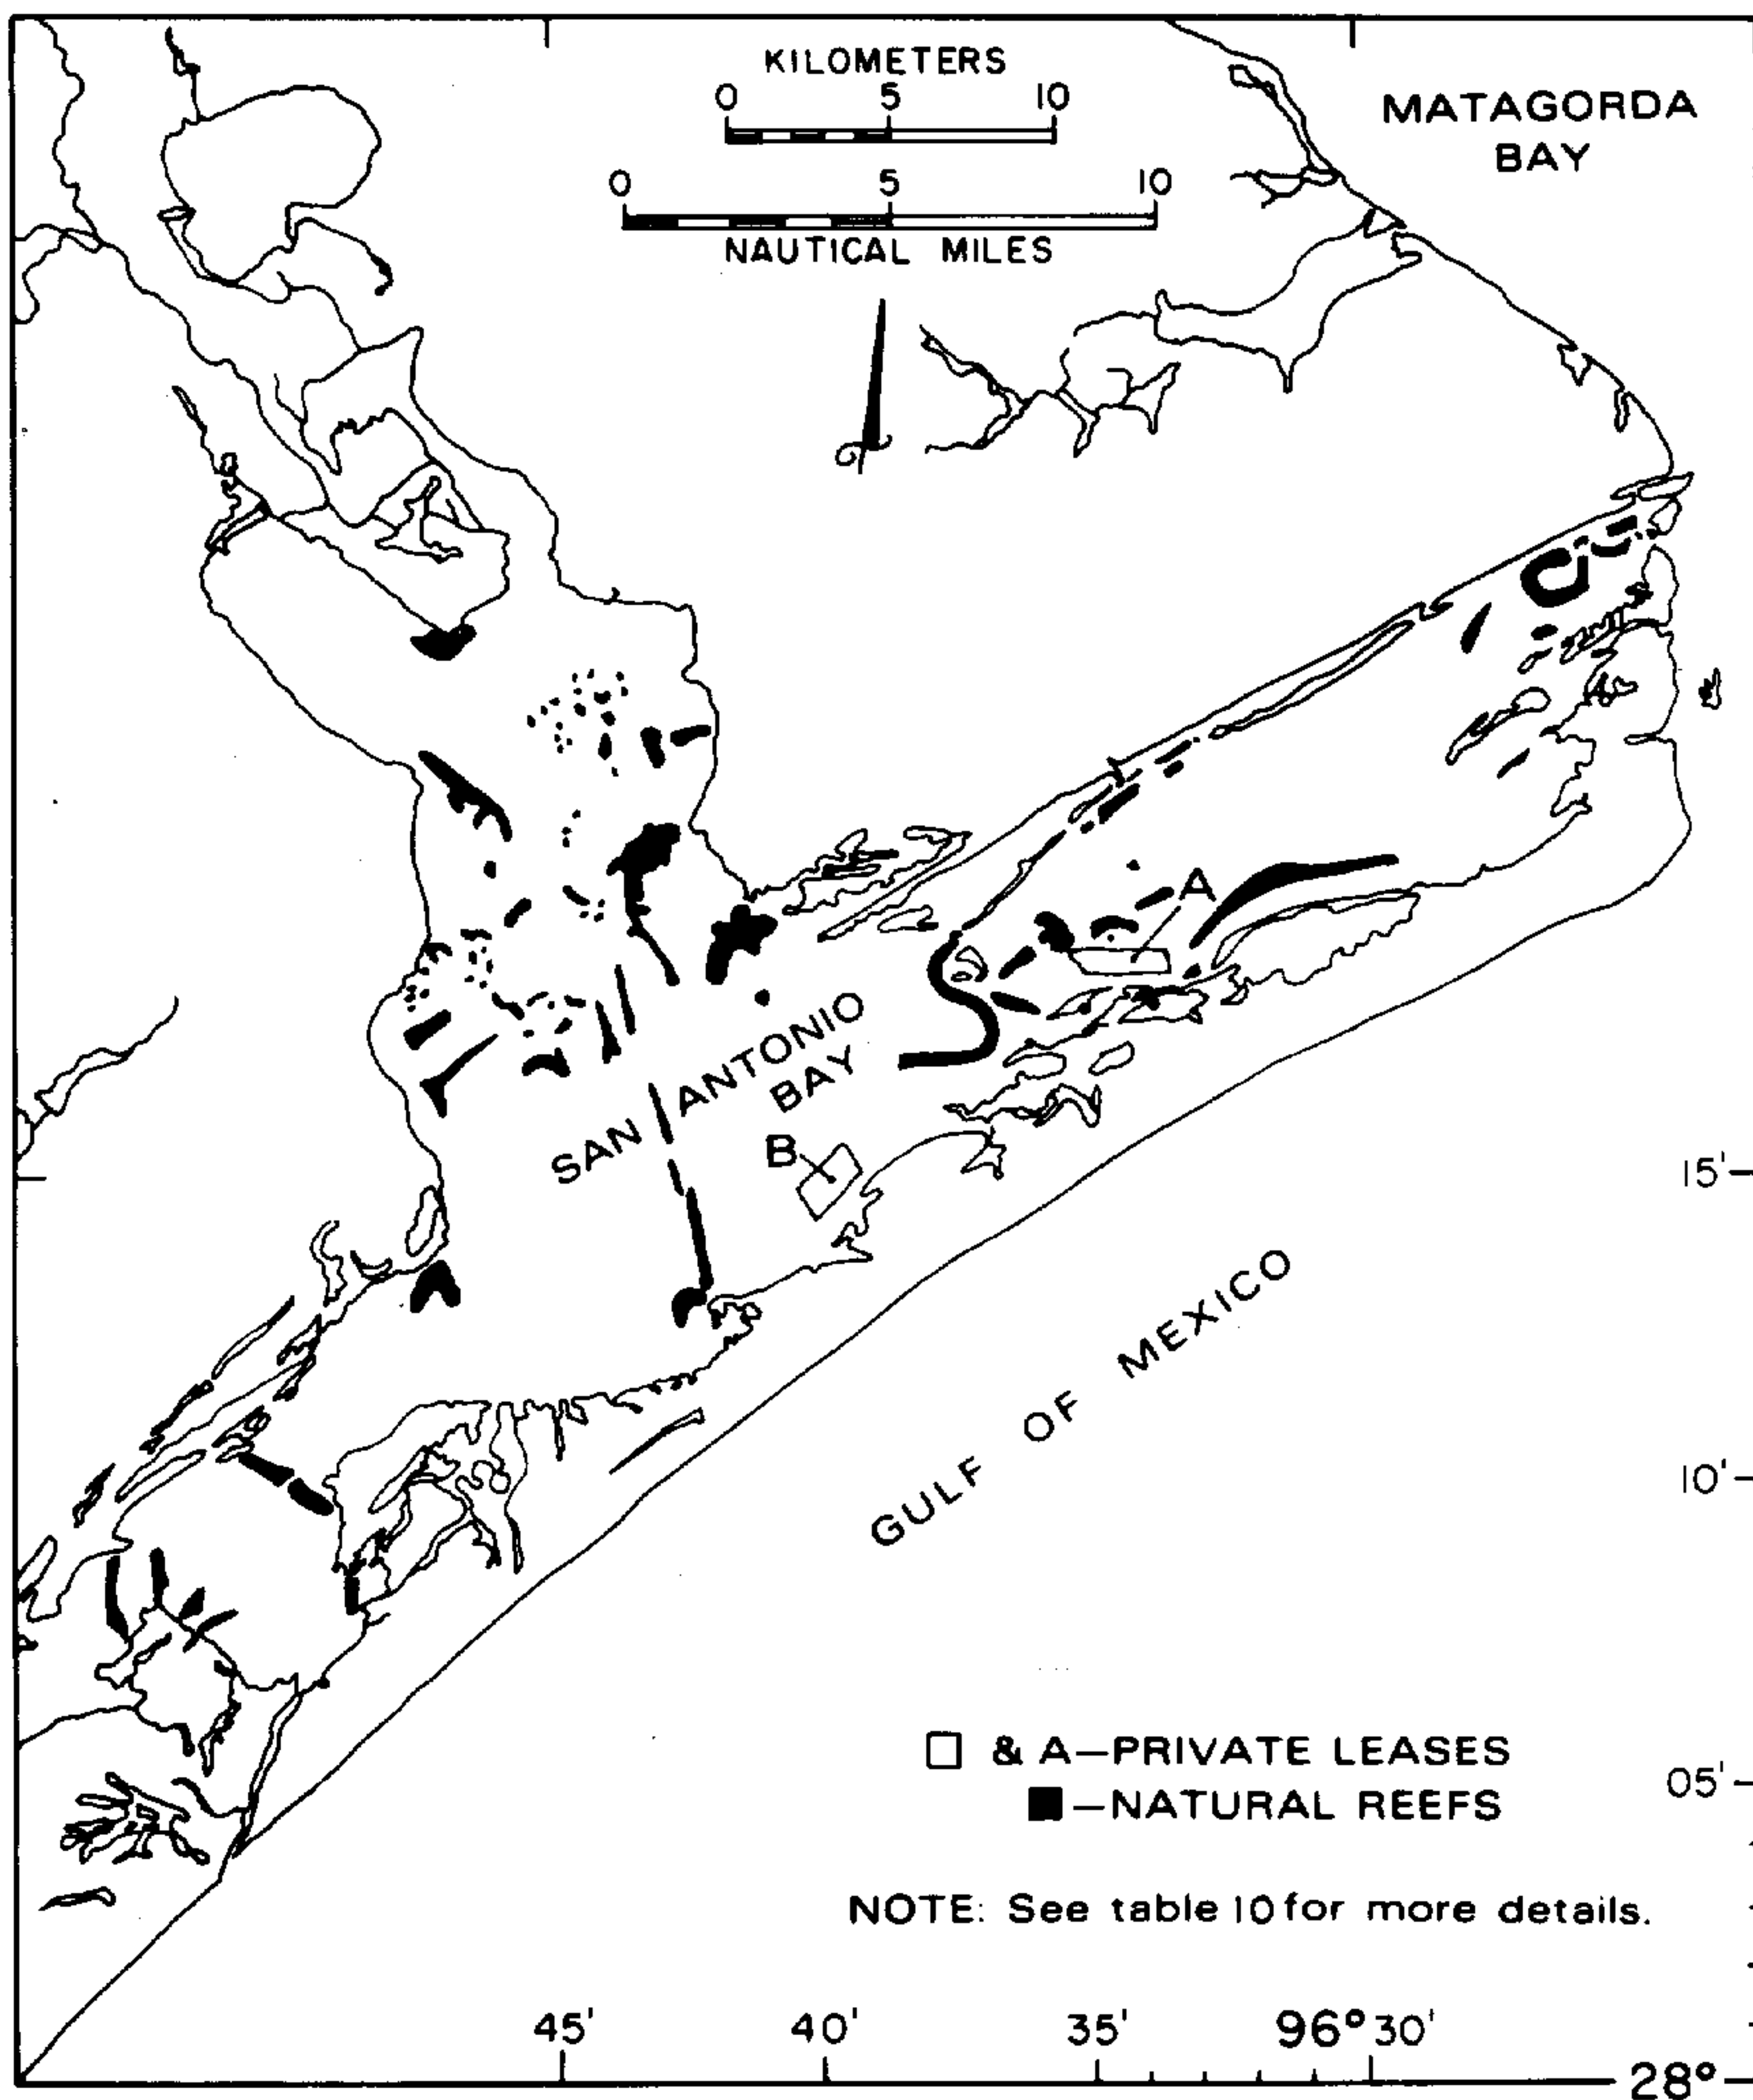 KILOMETERS
0 5 10
0 5 10
NAUTICAL MILES
MATAGORDA
BAY
A
SAN ANTONIO
BAY
B
15'
GULF OF MEXICO
10'
□ & A—PRIVATE LEASES
■—NATURAL REEFS
05'
NOTE: See table 10 for more details.
45' 40' 35' 96°30'
28°